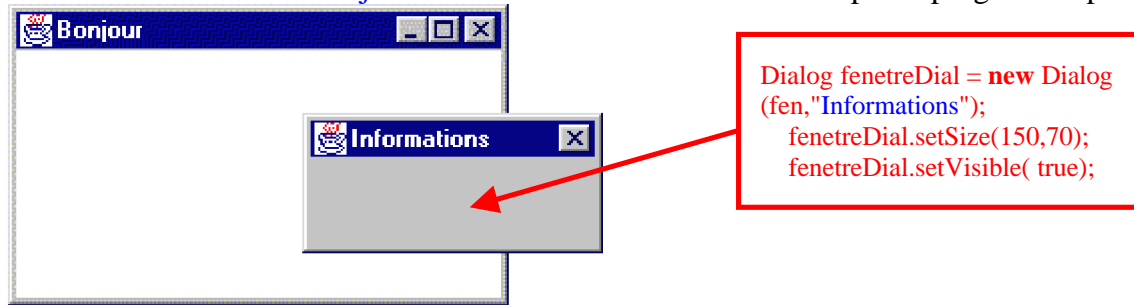 Bonjour
Informations
Dialog fenetreDial = new Dialog
(fen,"Informations");
fenetreDial.setSize(150,70);
fenetreDial.setVisible( true);